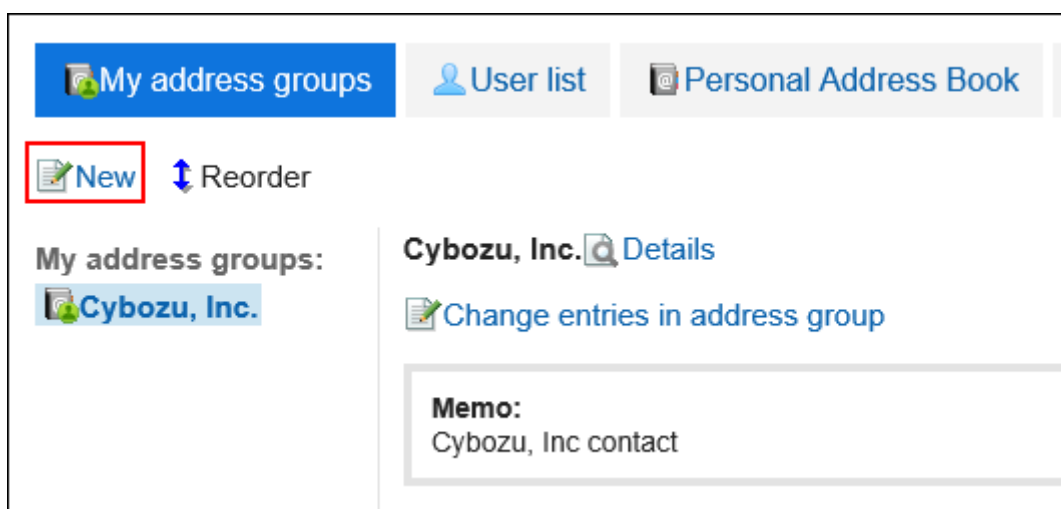 My address groups User list Personal Address Book
New Reorder
My address groups:
Cybozu, Inc.
Cybozu, Inc. Details
Change entries in address group
Memo:
Cybozu, Inc contact